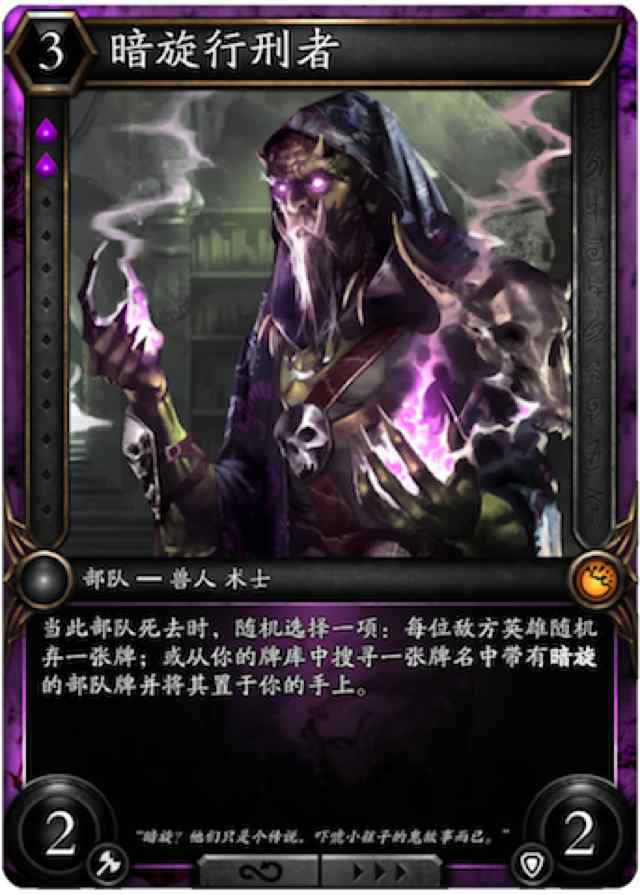 3
暗旋行刑者
部队 — 兽人 术士
当此部队死去时，随机选择一项：每位敌方英雄随机
弃一张牌；或从你的牌库中搜寻一张牌名中带有暗旋
的部队牌并将其置于你的手上。
2
“暗旋？他们只是个传说。吓唬小孩子的鬼故事而已。”
2